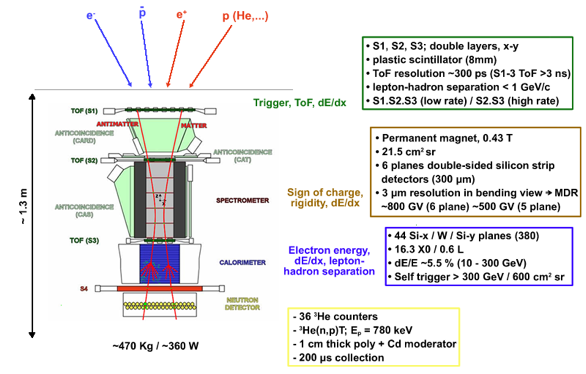 e⁻
p̄
e⁺
p (He,...)
• S1, S2, S3; double layers, x-y
• plastic scintillator (8mm)
• ToF resolution ~300 ps (S1-3 ToF >3 ns)
• lepton-hadron separation < 1 GeV/c
• S1.S2.S3 (low rate) / S2.S3 (high rate)
Trigger, ToF, dE/dx
TOF (S1)
ANTIMATTER
MATTER
ANTICOINCIDENCE
(CARD)
ANTICOINCIDENCE
(CAT)
TOF (S2)
• Permanent magnet, 0.43 T
• 21.5 cm² sr
• 6 planes double-sided silicon strip
detectors (300 µm)
• 3 µm resolution in bending view → MDR
~800 GV (6 plane) ~500 GV (5 plane)
Sign of charge,
rigidity, dE/dx
SPECTROMETER
ANTICOINCIDENCE
(CAS)
~ 1.3 m
TOF (S3)
CALORIMETER
Electron energy,
dE/dx, lepton-
hadron separation
• 44 Si-x / W / Si-y planes (380)
• 16.3 X0 / 0.6 L
• dE/E ~5.5 % (10 - 300 GeV)
• Self trigger > 300 GeV / 600 cm² sr
S4
NEUTRON
DETECTOR
- 36 ³He counters
- ³He(n,p)T; Eₚ = 780 keV
- 1 cm thick poly + Cd moderator
- 200 µs collection
~470 Kg / ~360 W